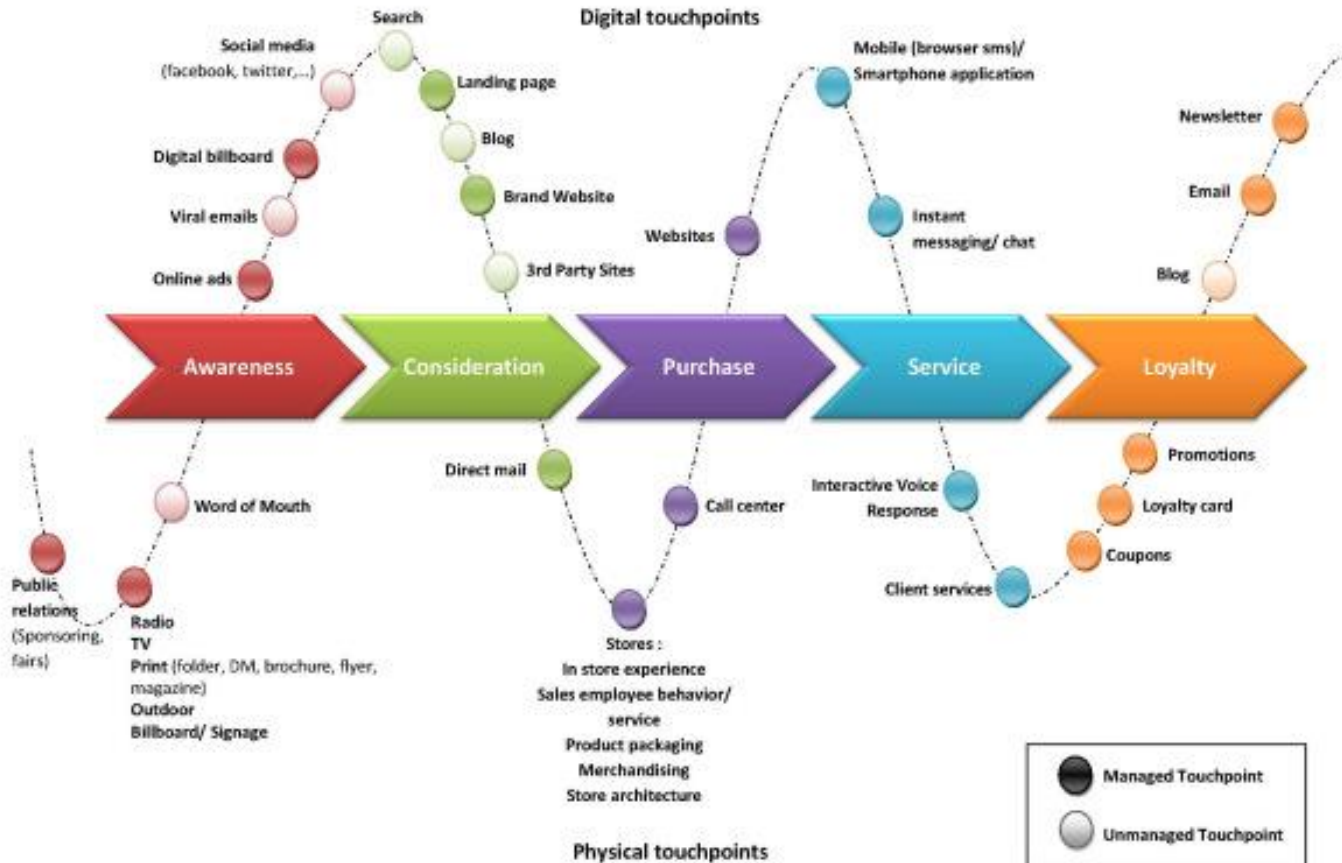 Digital touchpoints
Search
Social media
(facebook, twitter,...)
Landing page
Blog
Digital billboard
Brand Website
Viral emails
3rd Party Sites
Online ads
Mobile (browser sms)/
Smartphone application
Websites
Instant
messaging/ chat
Newsletter
Email
Blog
Awareness
Consideration
Purchase
Service
Loyalty
Word of Mouth
Public
relations
(Sponsoring,
fairs)
Radio
TV
Print (folder, DM, brochure, flyer,
magazine)
Outdoor
Billboard/ Signage
Direct mail
Call center
Stores :
In store experience
Sales employee behavior/
service
Product packaging
Merchandising
Store architecture
Interactive Voice
Response
Client services
Promotions
Loyalty card
Coupons
Managed Touchpoint
Unmanaged Touchpoint
Physical touchpoints